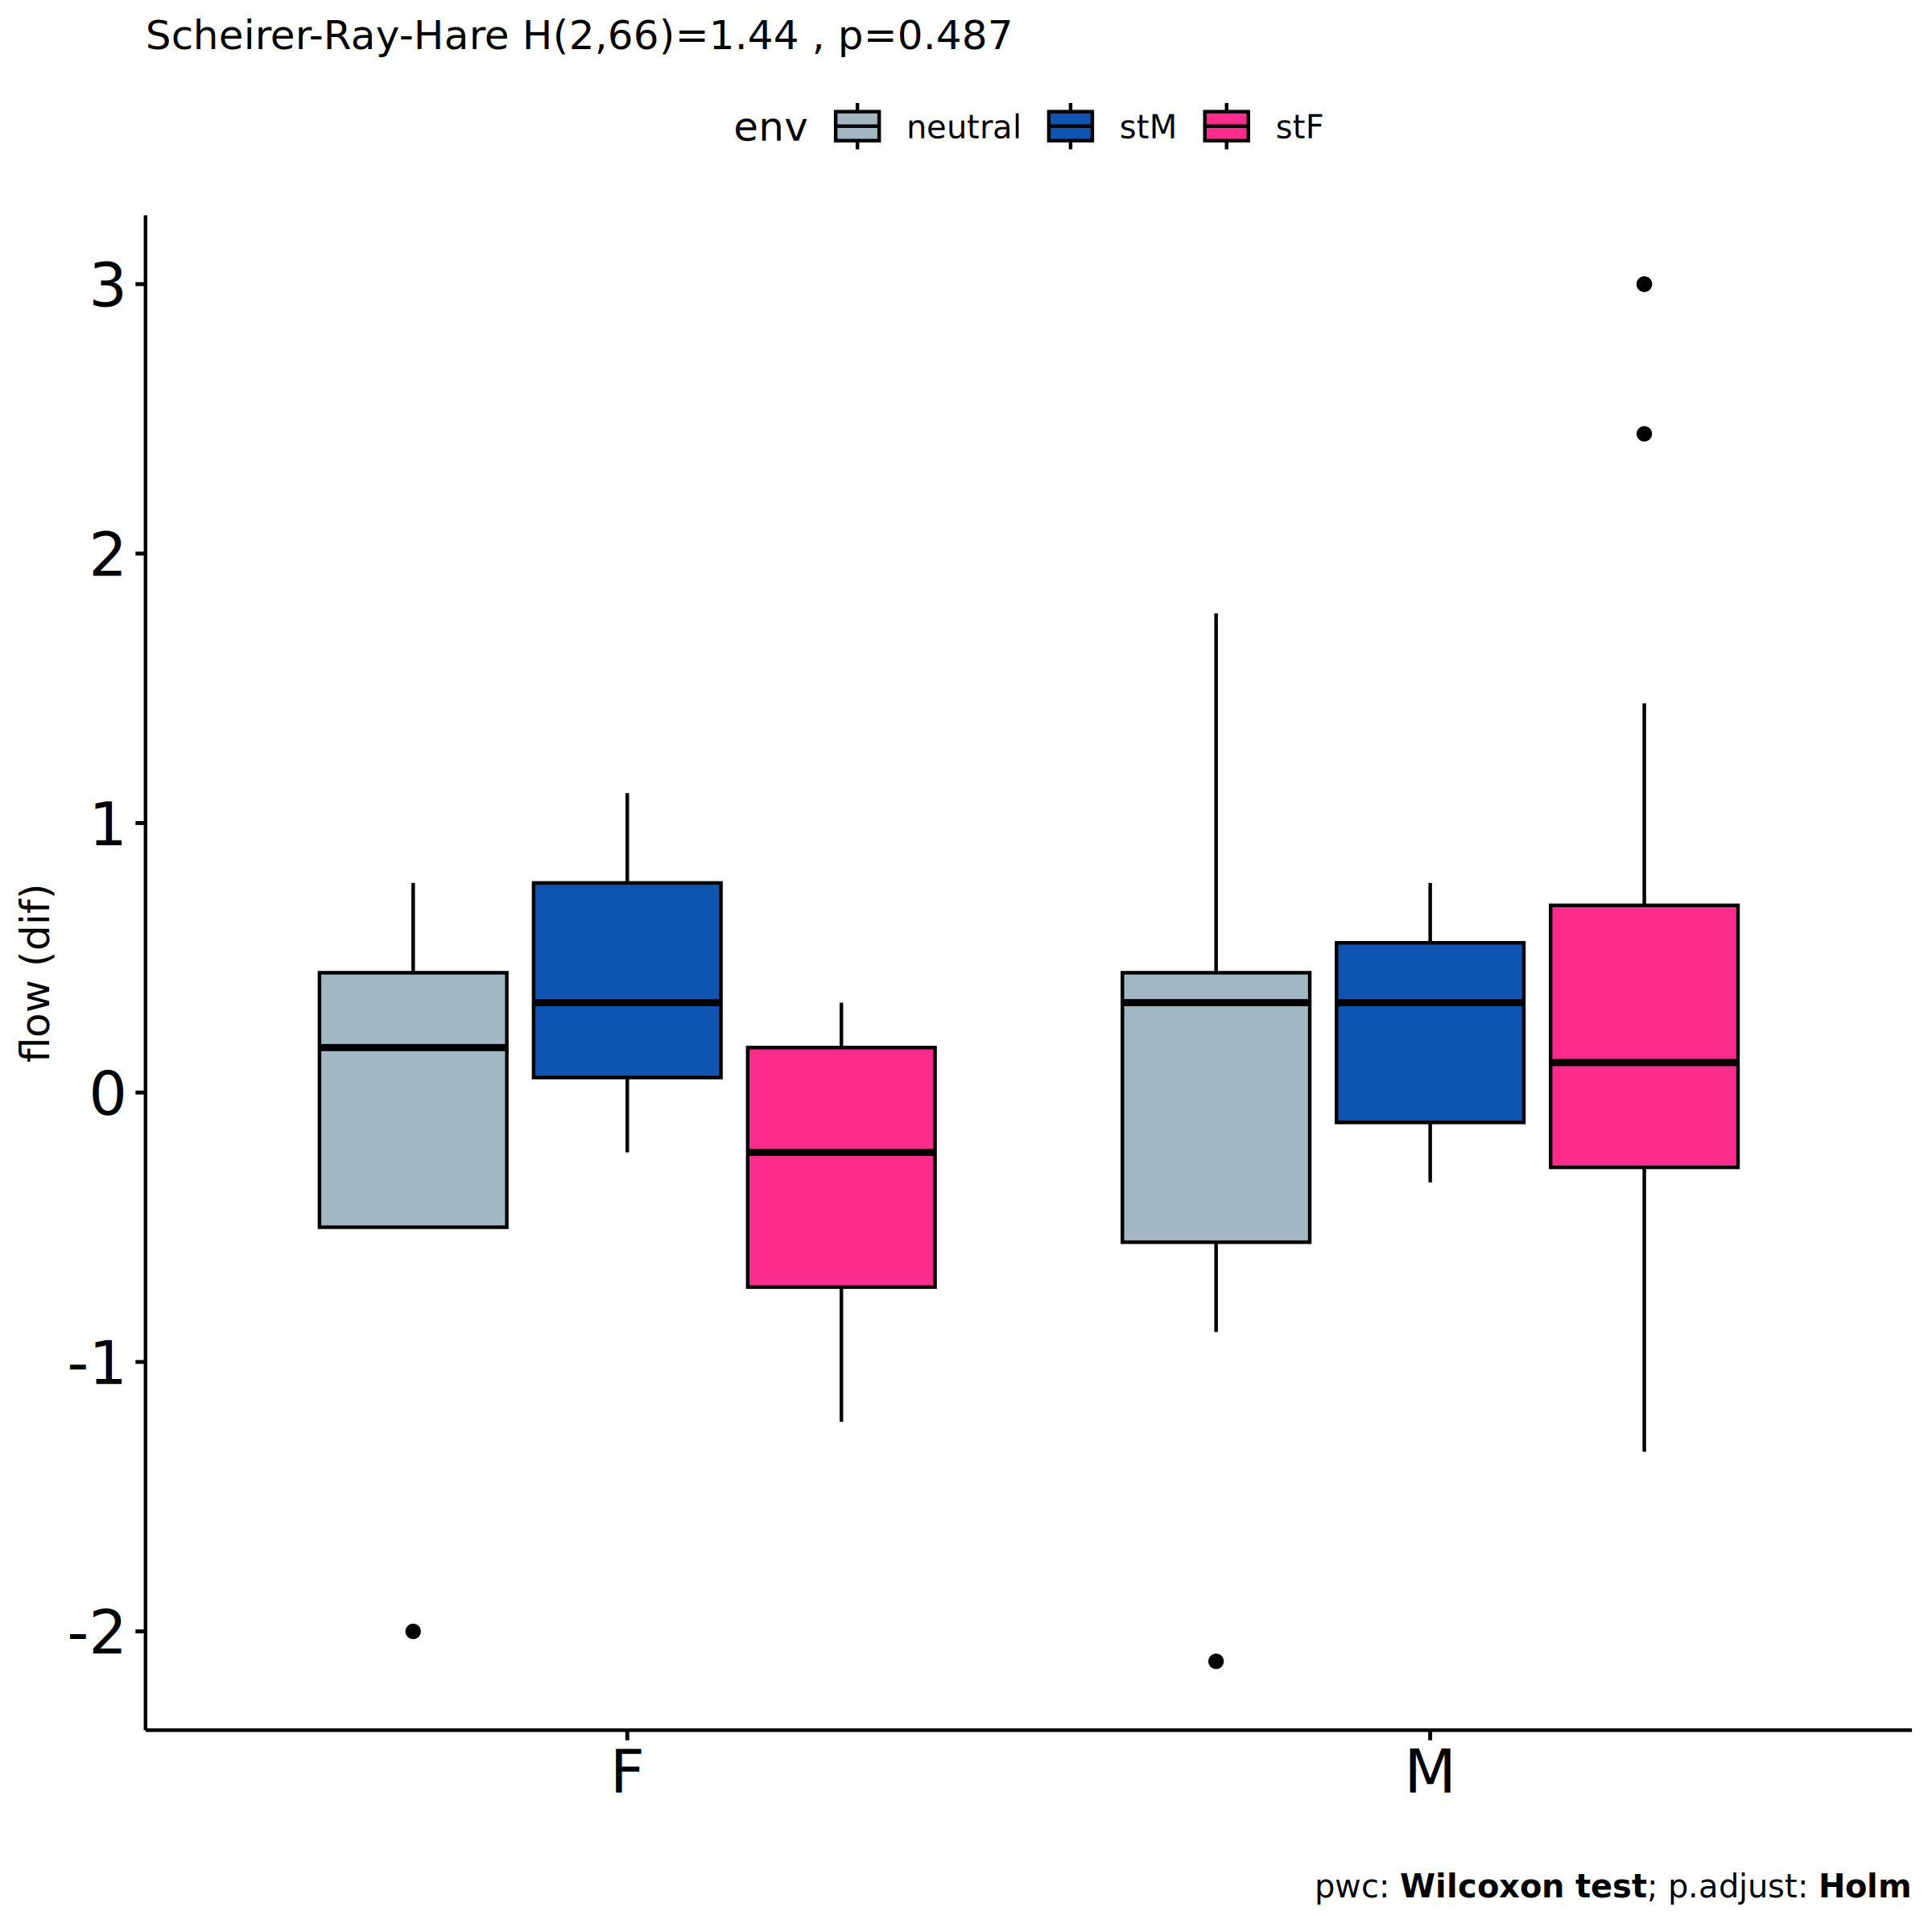 Scheirer-Ray-Hare H(2,66)=1.44 , p=0.487
env neutral stM stF
flow (dif)
3
2
1
0
-1
-2
F M
pwc: Wilcoxon test; p.adjust: Holm